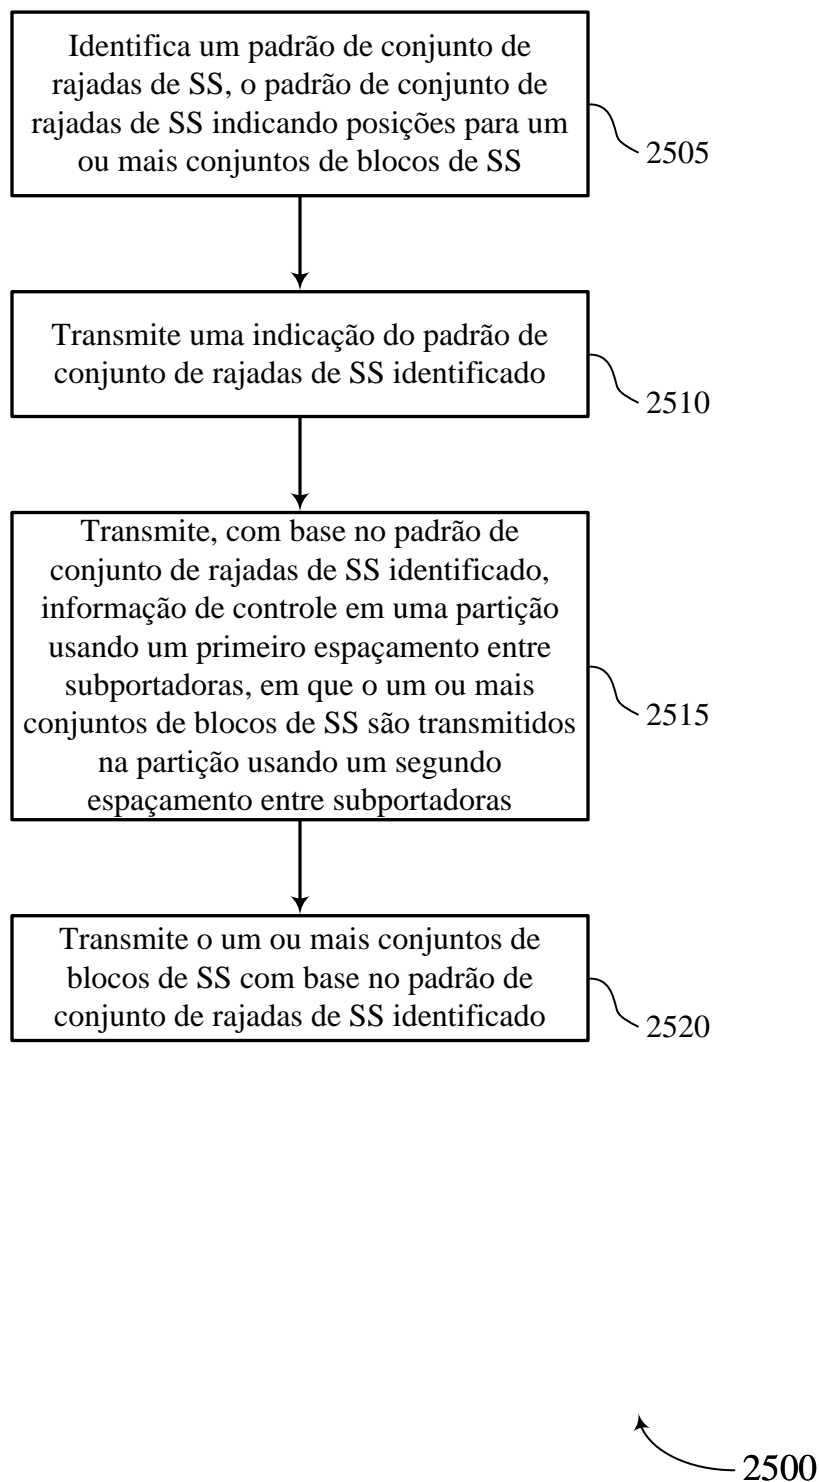 Identifica um padrão de conjunto de
rajadas de SS, o padrão de conjunto de
rajadas de SS indicando posições para um
ou mais conjuntos de blocos de SS
2505
Transmite uma indicação do padrão de
conjunto de rajadas de SS identificado
2510
Transmite, com base no padrão de
conjunto de rajadas de SS identificado,
informação de controle em uma partição
usando um primeiro espaçamento entre
subportadoras, em que o um ou mais
conjuntos de blocos de SS são transmitidos
na partição usando um segundo
espaçamento entre subportadoras
2515
Transmite o um ou mais conjuntos de
blocos de SS com base no padrão de
conjunto de rajadas de SS identificado
2520
2500